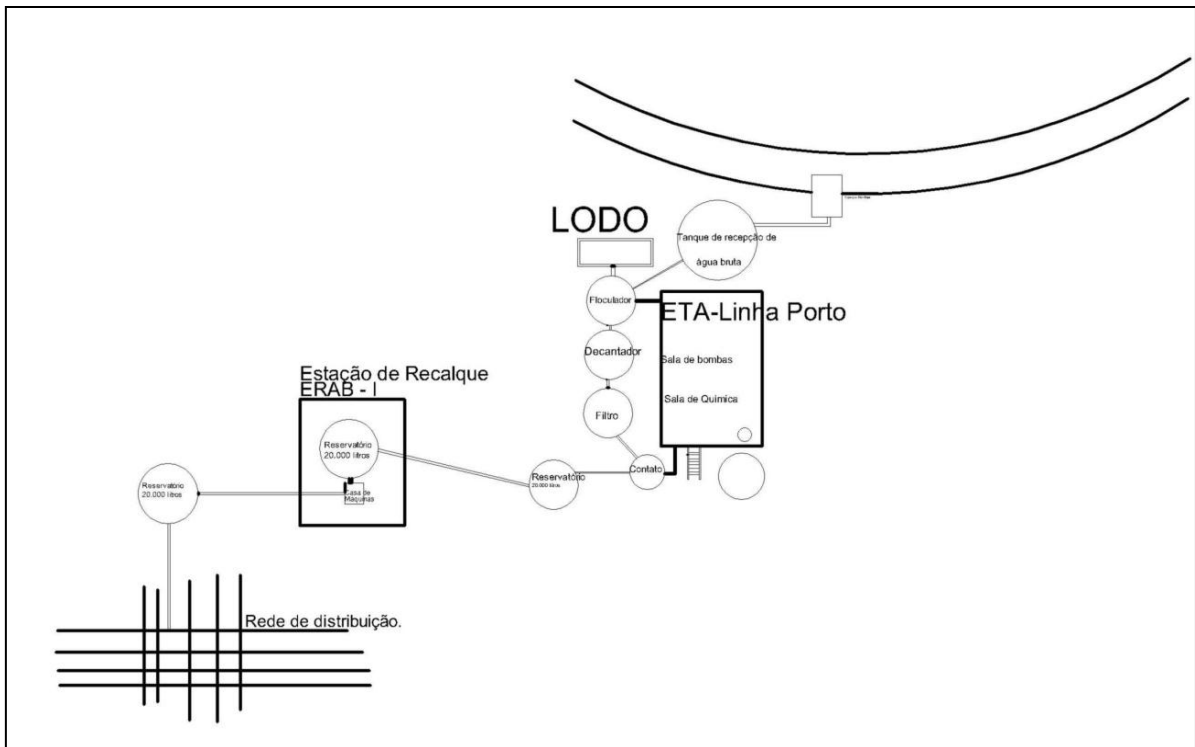 LODO
Tanque de recepção de
água bruta
Floculador
ETA-Linha Porto
Decantador
Sala de bombas
Sala de Química
Filtro
Estação de Recalque
ERAB - I
Reservatório
20.000 litros
Contato
Reservatório
20.000 litros
Reservatório
20.000 litros
Casa de
Máquinas
Rede de distribuição.